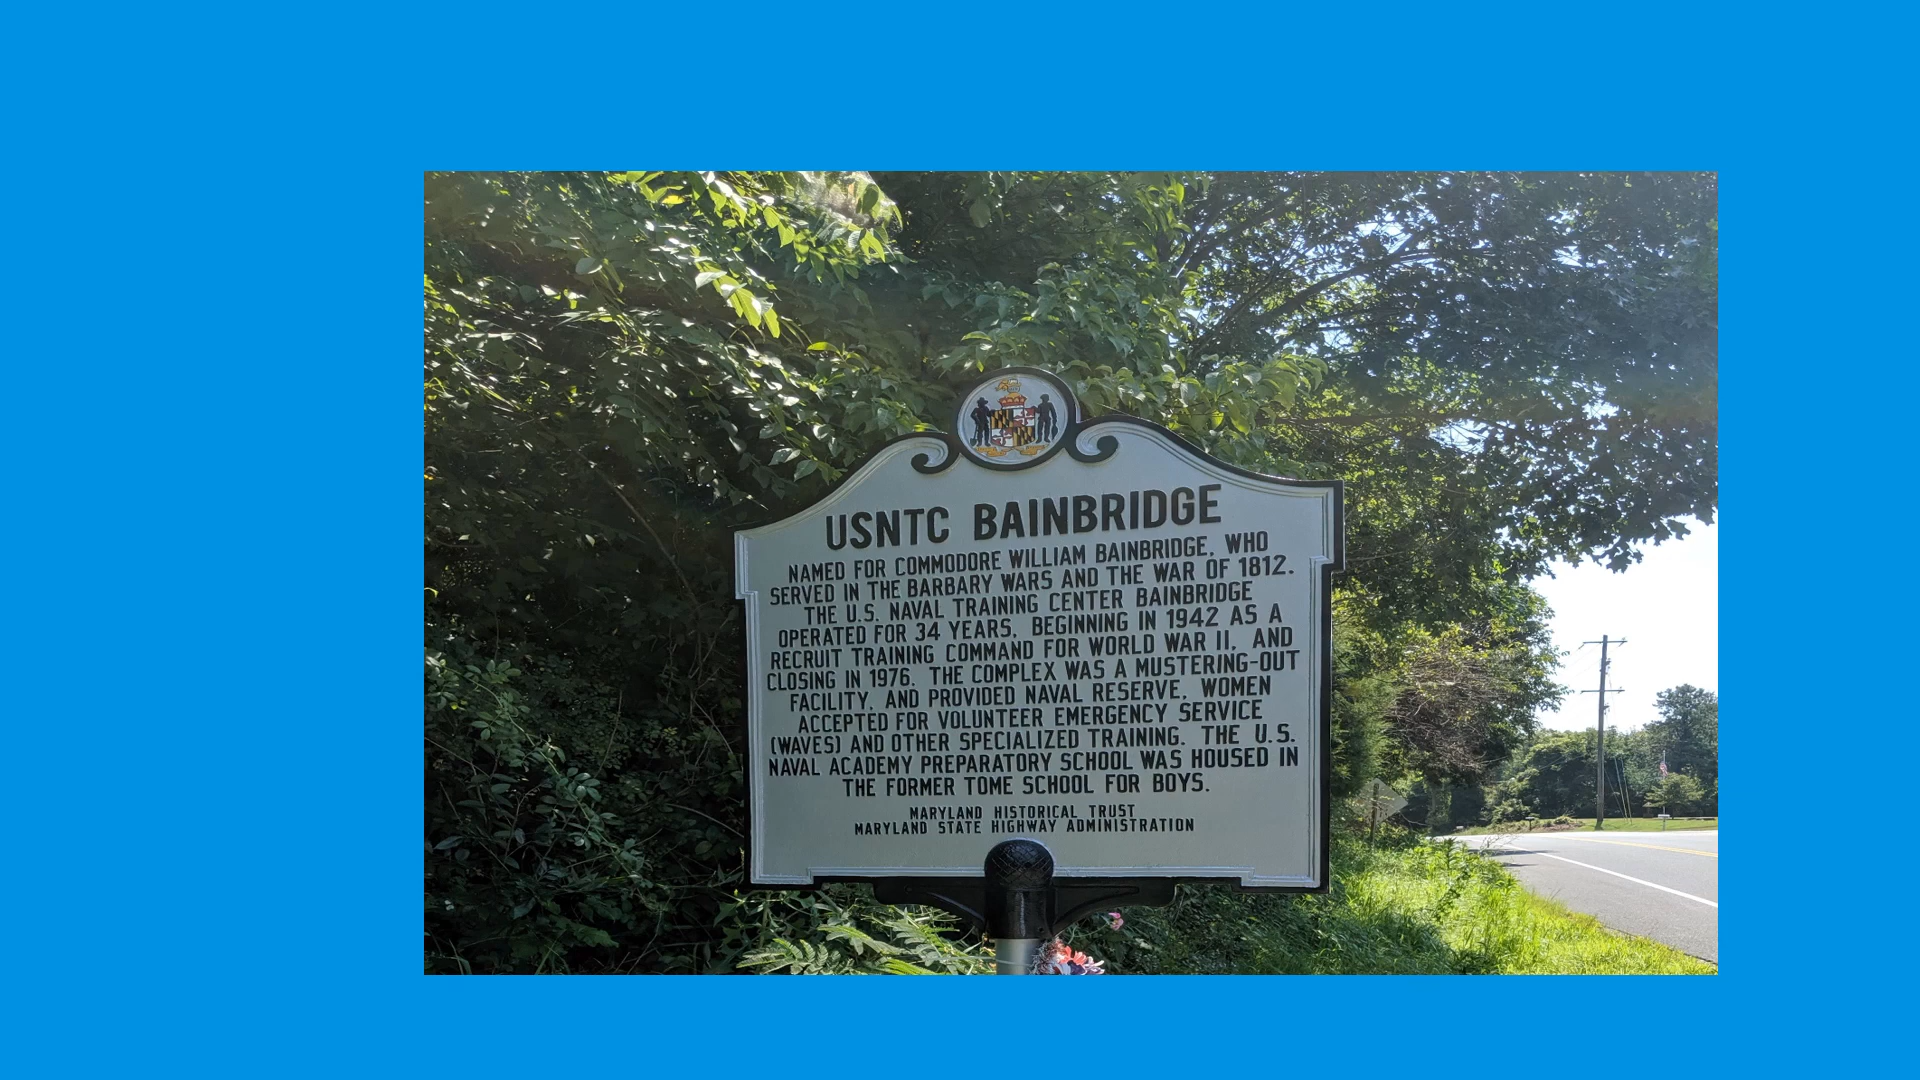 USNTC BAINBRIDGE
NAMED FOR COMMODORE WILLIAM BAINBRIDGE, WHO
SERVED IN THE BARBARY WARS AND THE WAR OF 1812.
THE U.S. NAVAL TRAINING CENTER BAINBRIDGE
OPERATED FOR 34 YEARS, BEGINNING IN 1942 AS A
RECRUIT TRAINING COMMAND FOR WORLD WAR II, AND
CLOSING IN 1976. THE COMPLEX WAS A MUSTERING-OUT
FACILITY, AND PROVIDED NAVAL RESERVE, WOMEN
ACCEPTED FOR VOLUNTEER EMERGENCY SERVICE
(WAVES) AND OTHER SPECIALIZED TRAINING. THE U.S.
NAVAL ACADEMY PREPARATORY SCHOOL WAS HOUSED IN
THE FORMER TOME SCHOOL FOR BOYS.
MARYLAND HISTORICAL TRUST
MARYLAND STATE HIGHWAY ADMINISTRATION